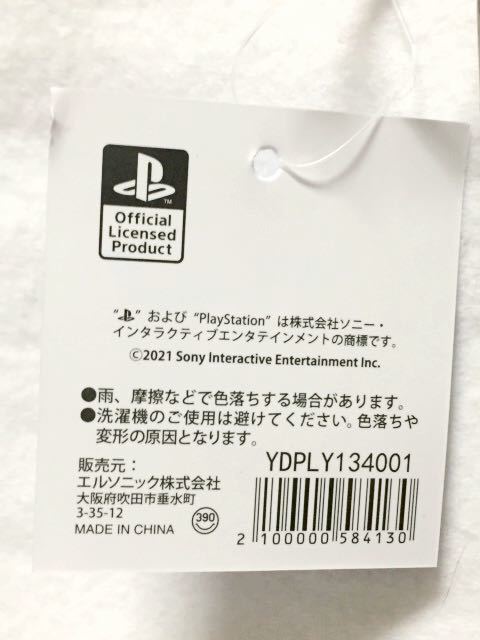 Official
Licensed
Product
TM
“ ” および “PlayStation” は株式会社ソニー・
インタラクティブエンタテインメントの商標です。
©2021 Sony Interactive Entertainment Inc.
●雨、摩擦などで色落ちする場合があります。
●洗濯機のご使用は避けてください。色落ちや
変形の原因となります。
販売元：
エルソニック株式会社
大阪府吹田市垂水町
3-35-12
MADE IN CHINA
390
YDPLY134001
2 100000 584130